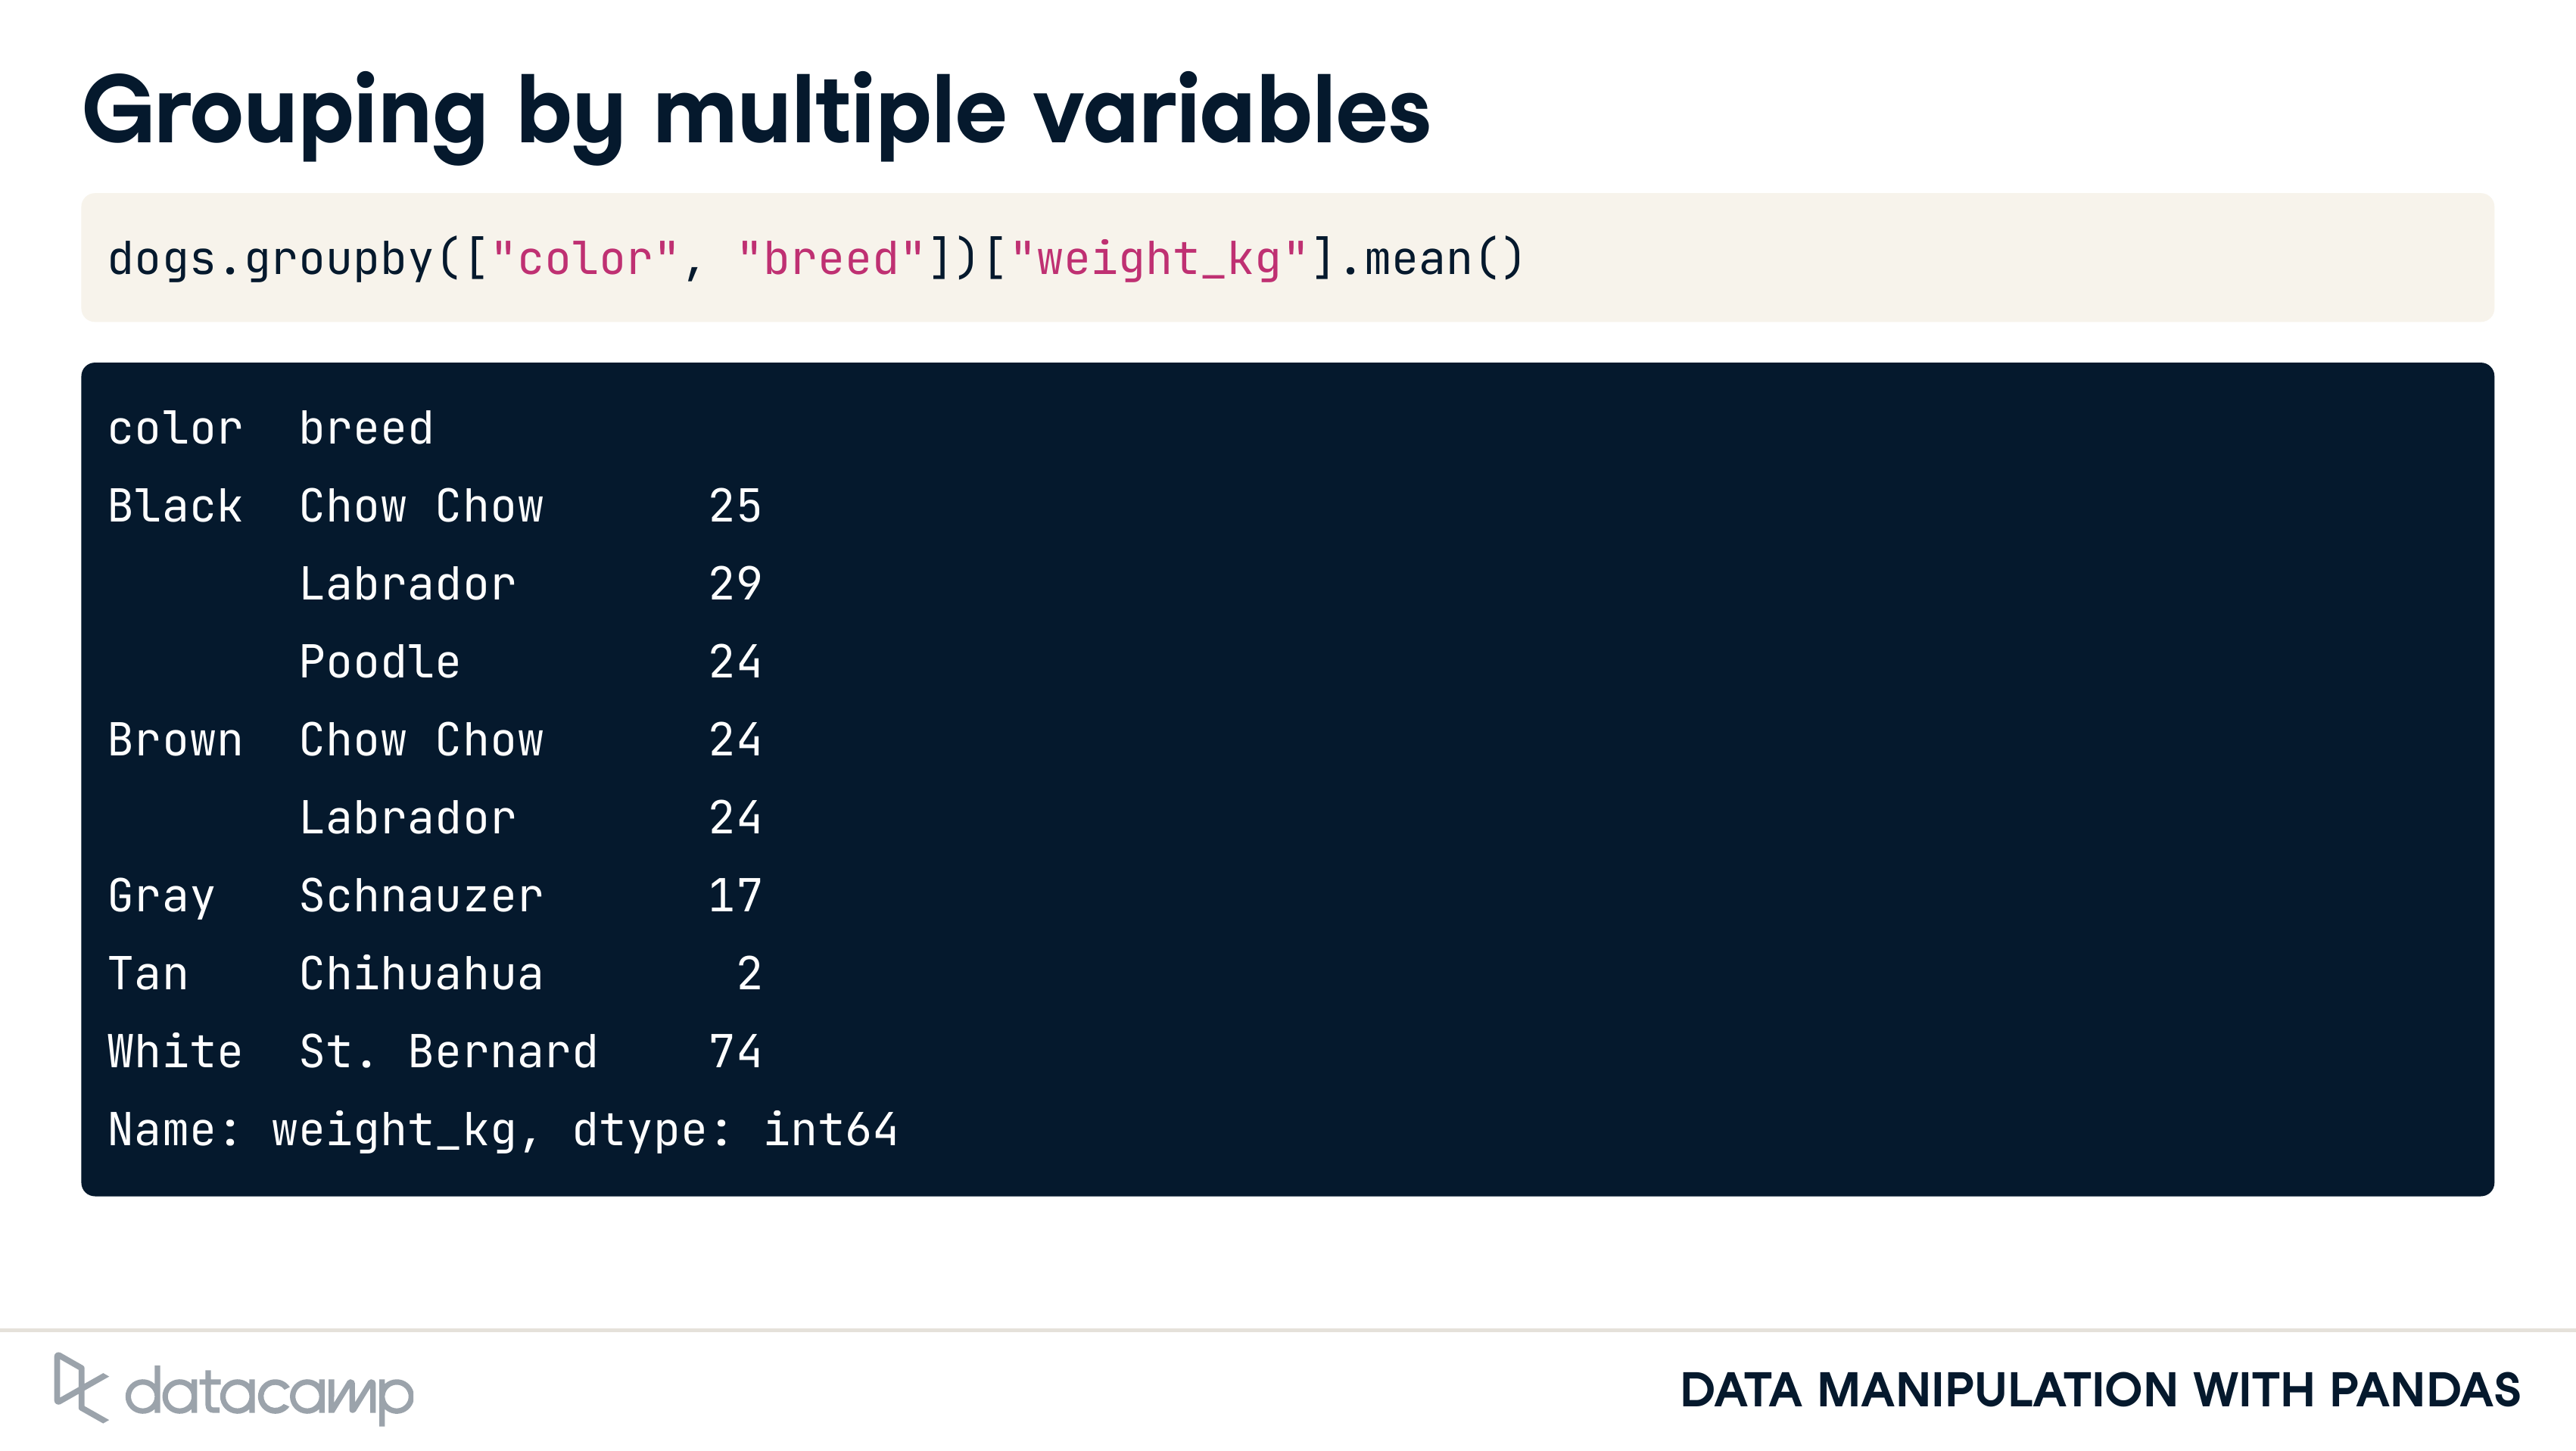 Grouping by multiple variables
dogs.groupby(["color", "breed"])["weight_kg"].mean()
color  breed
Black  Chow Chow      25
       Labrador       29
       Poodle         24
Brown  Chow Chow      24
       Labrador       24
Gray   Schnauzer      17
Tan    Chihuahua       2
White  St. Bernard    74
Name: weight_kg, dtype: int64
datacamp
DATA MANIPULATION WITH PANDAS